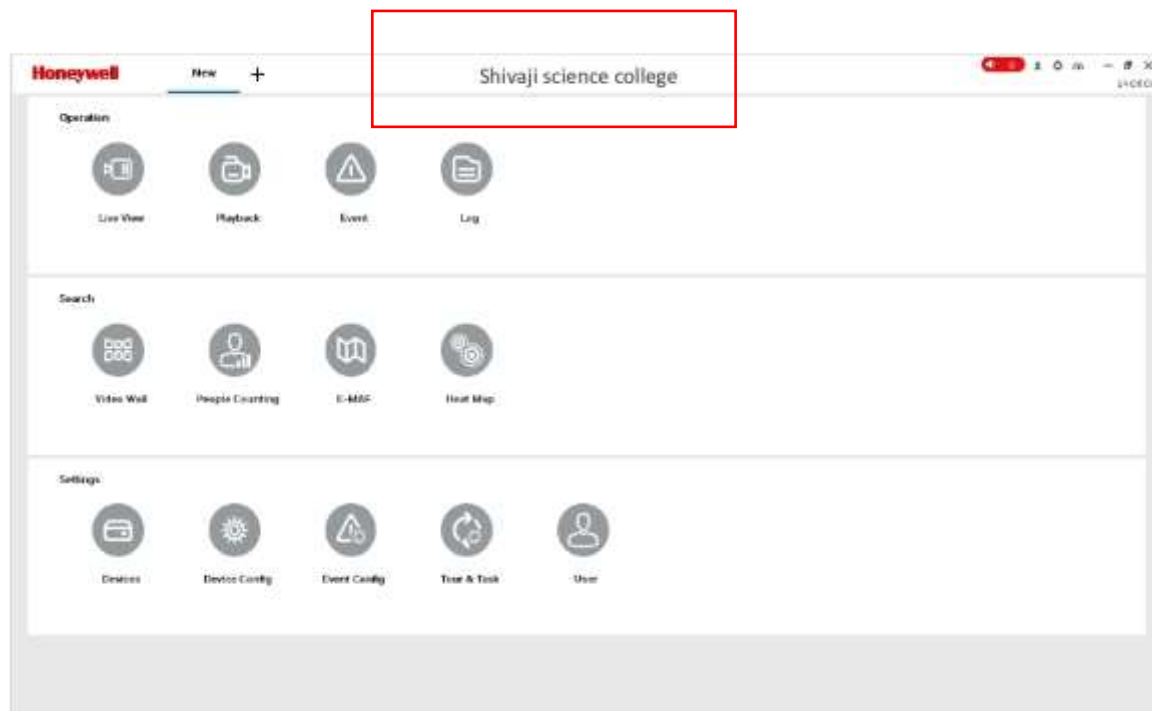 Honeywell New + Shivaji science college
Operation
Live View Playback Event Log
Search
Video Wall People Counting E-MAP Heat Map
Settings
Devices Device Config Event Config Tour & Task User